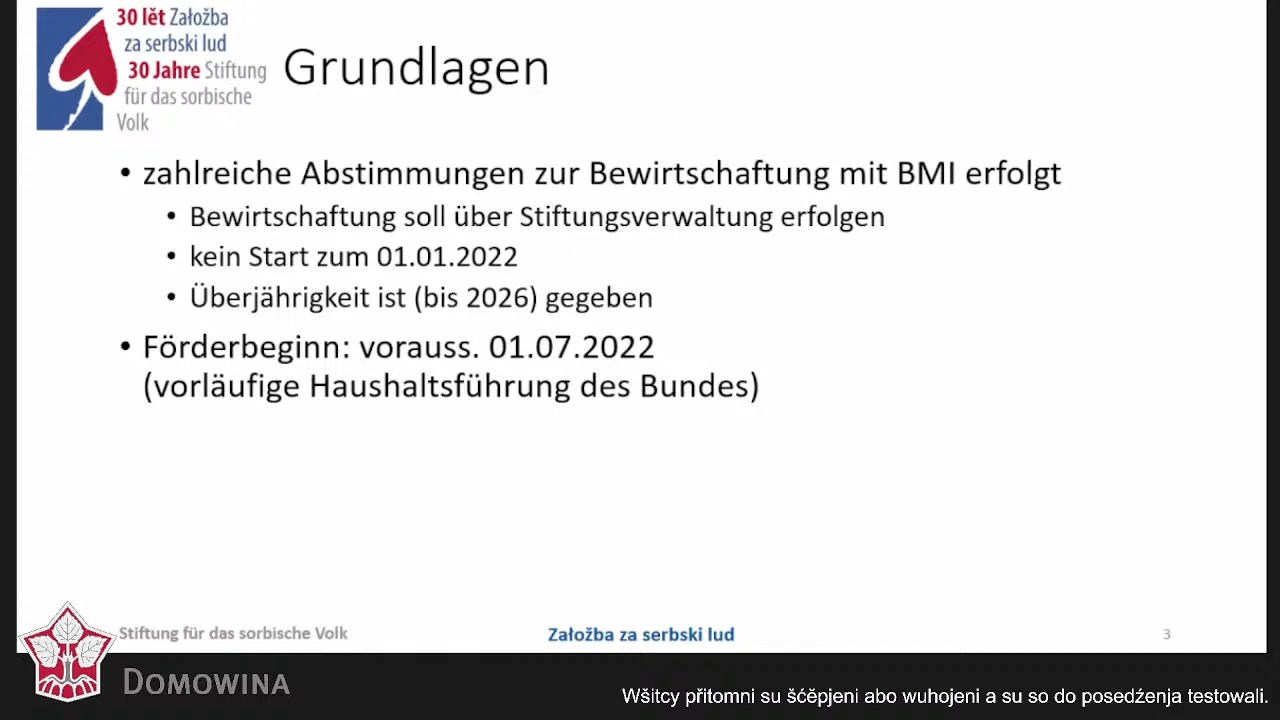 30 lět Załožba
za serbski lud
30 Jahre Stiftung
für das sorbische
Volk
Grundlagen
• zahlreiche Abstimmungen zur Bewirtschaftung mit BMI erfolgt
• Bewirtschaftung soll über Stiftungsverwaltung erfolgen
• kein Start zum 01.01.2022
• Überjährigkeit ist (bis 2026) gegeben
• Förderbeginn: vorauss. 01.07.2022
(vorläufige Haushaltsführung des Bundes)
Stiftung für das sorbische Volk
Załožba za serbski lud
3
DOMOWINA
Wšitcy přitomni su šćěpjeni abo wuhojeni a su so do posedźenja testowali.